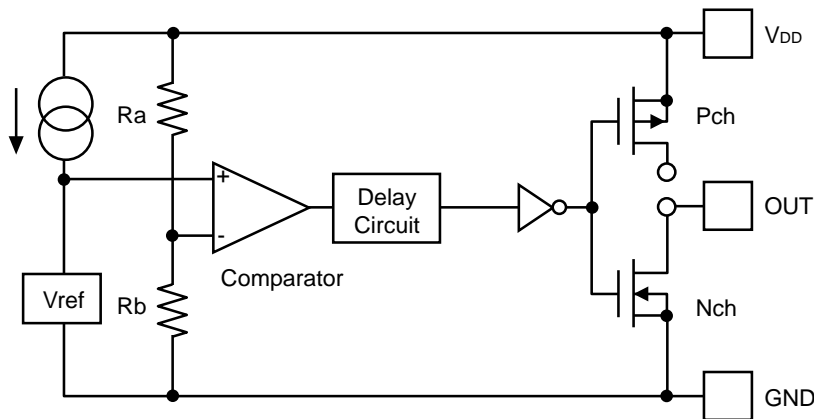 VDD
Ra
Pch
+
Delay
Circuit
OUT
-
Comparator
Vref
Rb
Nch
GND